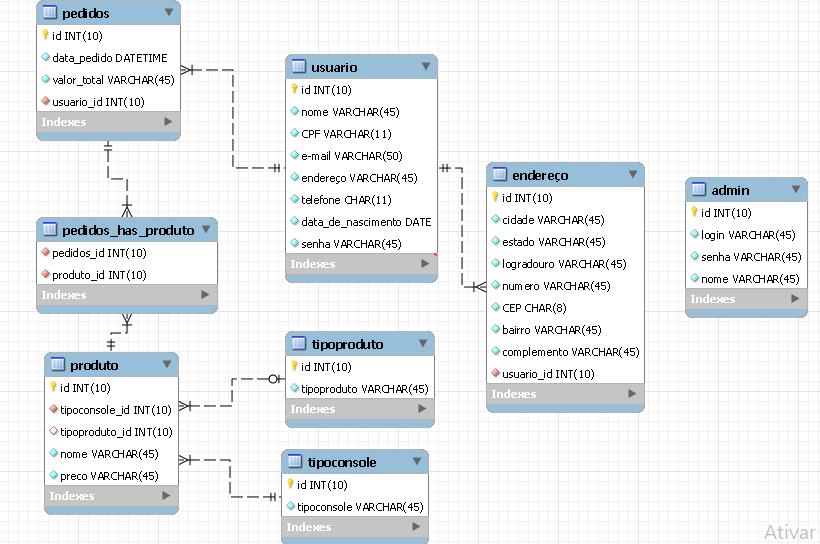 pedidos
id INT(10)
data_pedido DATETIME
valor_total VARCHAR(45)
usuario_id INT(10)
Indexes
pedidos_has_produto
pedidos_id INT(10)
produto_id INT(10)
Indexes
produto
id INT(10)
tipoconsole_id INT(10)
tipoproduto_id INT(10)
nome VARCHAR(45)
preco VARCHAR(45)
Indexes
usuario
id INT(10)
nome VARCHAR(45)
CPF VARCHAR(11)
e-mail VARCHAR(50)
endereço VARCHAR(45)
telefone CHAR(11)
data_de_nascimento DATE
senha VARCHAR(45)
Indexes
tipoproduto
id INT(10)
tipoproduto VARCHAR(45)
Indexes
tipoconsole
id INT(10)
tipoconsole VARCHAR(45)
Indexes
endereço
id INT(10)
cidade VARCHAR(45)
estado VARCHAR(45)
logradouro VARCHAR(45)
numero VARCHAR(45)
CEP CHAR(8)
bairro VARCHAR(45)
complemento VARCHAR(45)
usuario_id INT(10)
Indexes
admin
id INT(10)
login VARCHAR(45)
senha VARCHAR(45)
nome VARCHAR(45)
Indexes
Ativar